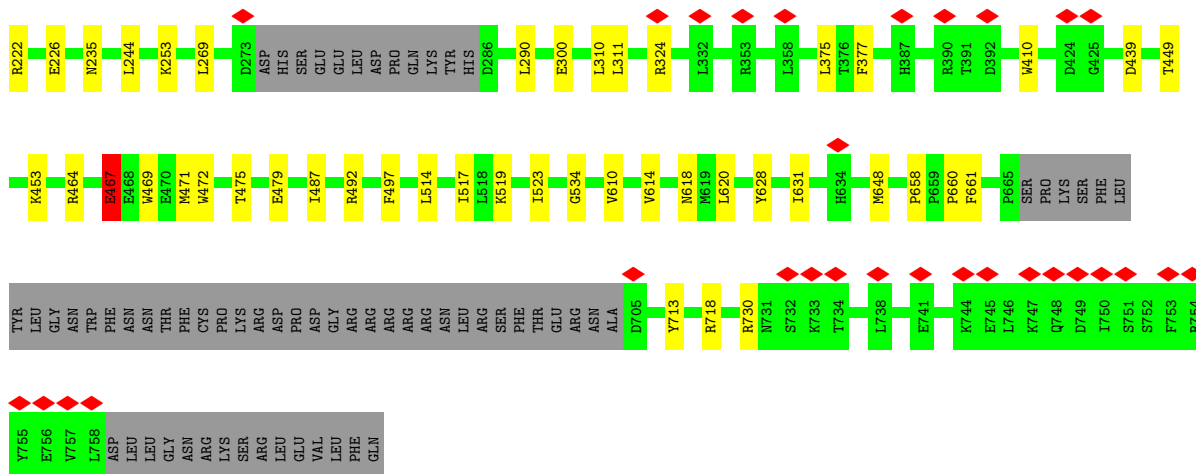 R222 E226 N235 L244 K253 L269 D273 ASP HIS SER GLU GLU LEU ASP PRO GLN LYS TYR HIS D286 L290 E300 L310 L311 R324 L332 R353 L358 L375 T376 F377 H387 R390 T391 D392 W410 D424 G425 D439 T449
K453 R464 E467 E468 W469 E470 M471 W472 T475 E479 I487 R492 F497 L514 I517 L518 K519 I523 G534 V610 V614 N618 M619 L620 Y628 I631 H634 M648 P658 P659 P660 F661 P665 SER PRO LYS SER PHE LEU
TYR LEU GLY ASN TRP PHE ASN ASN THR PHE CYS PRO LYS ARG ASP PRO ASP GLY ARG ARG ARG ARG ARG ASN LEU ARG SER PHE THR GLU ARG ASN ALA D705 Y713 R718 R730 N731 S732 K733 T734 L738 E741 K744 E745 L746 K747 Q748 D749 I750 S751 S752 F753 R754
Y755 E756 V757 L758 ASP LEU LEU GLY ASN ARG LYS SER ARG LEU GLU VAL LEU PHE GLN